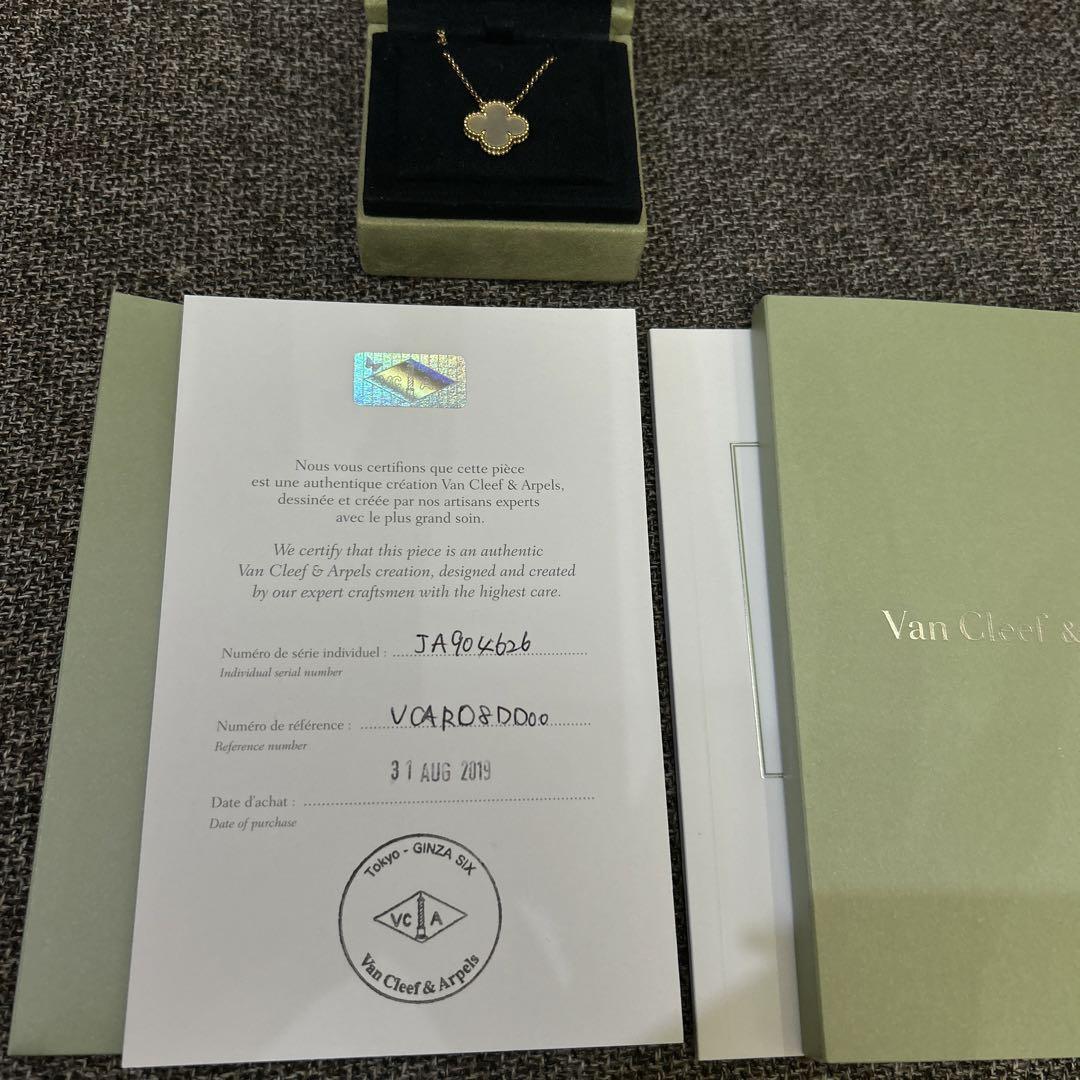 Nous vous certifions que cette pièce
est une authentique création Van Cleef & Arpels,
dessinée et créée par nos artisans experts
avec le plus grand soin.
We certify that this piece is an authentic
Van Cleef & Arpels creation, designed and created
by our expert craftsmen with the highest care.
Numéro de série individuel : JA904626
Individual serial number
Numéro de référence : VCARO8DD00
Reference number
31 AUG 2019
Date d'achat :
Date of purchase
Tokyo - GINZA SIX
VC A
Van Cleef & Arpels
Van Cleef &